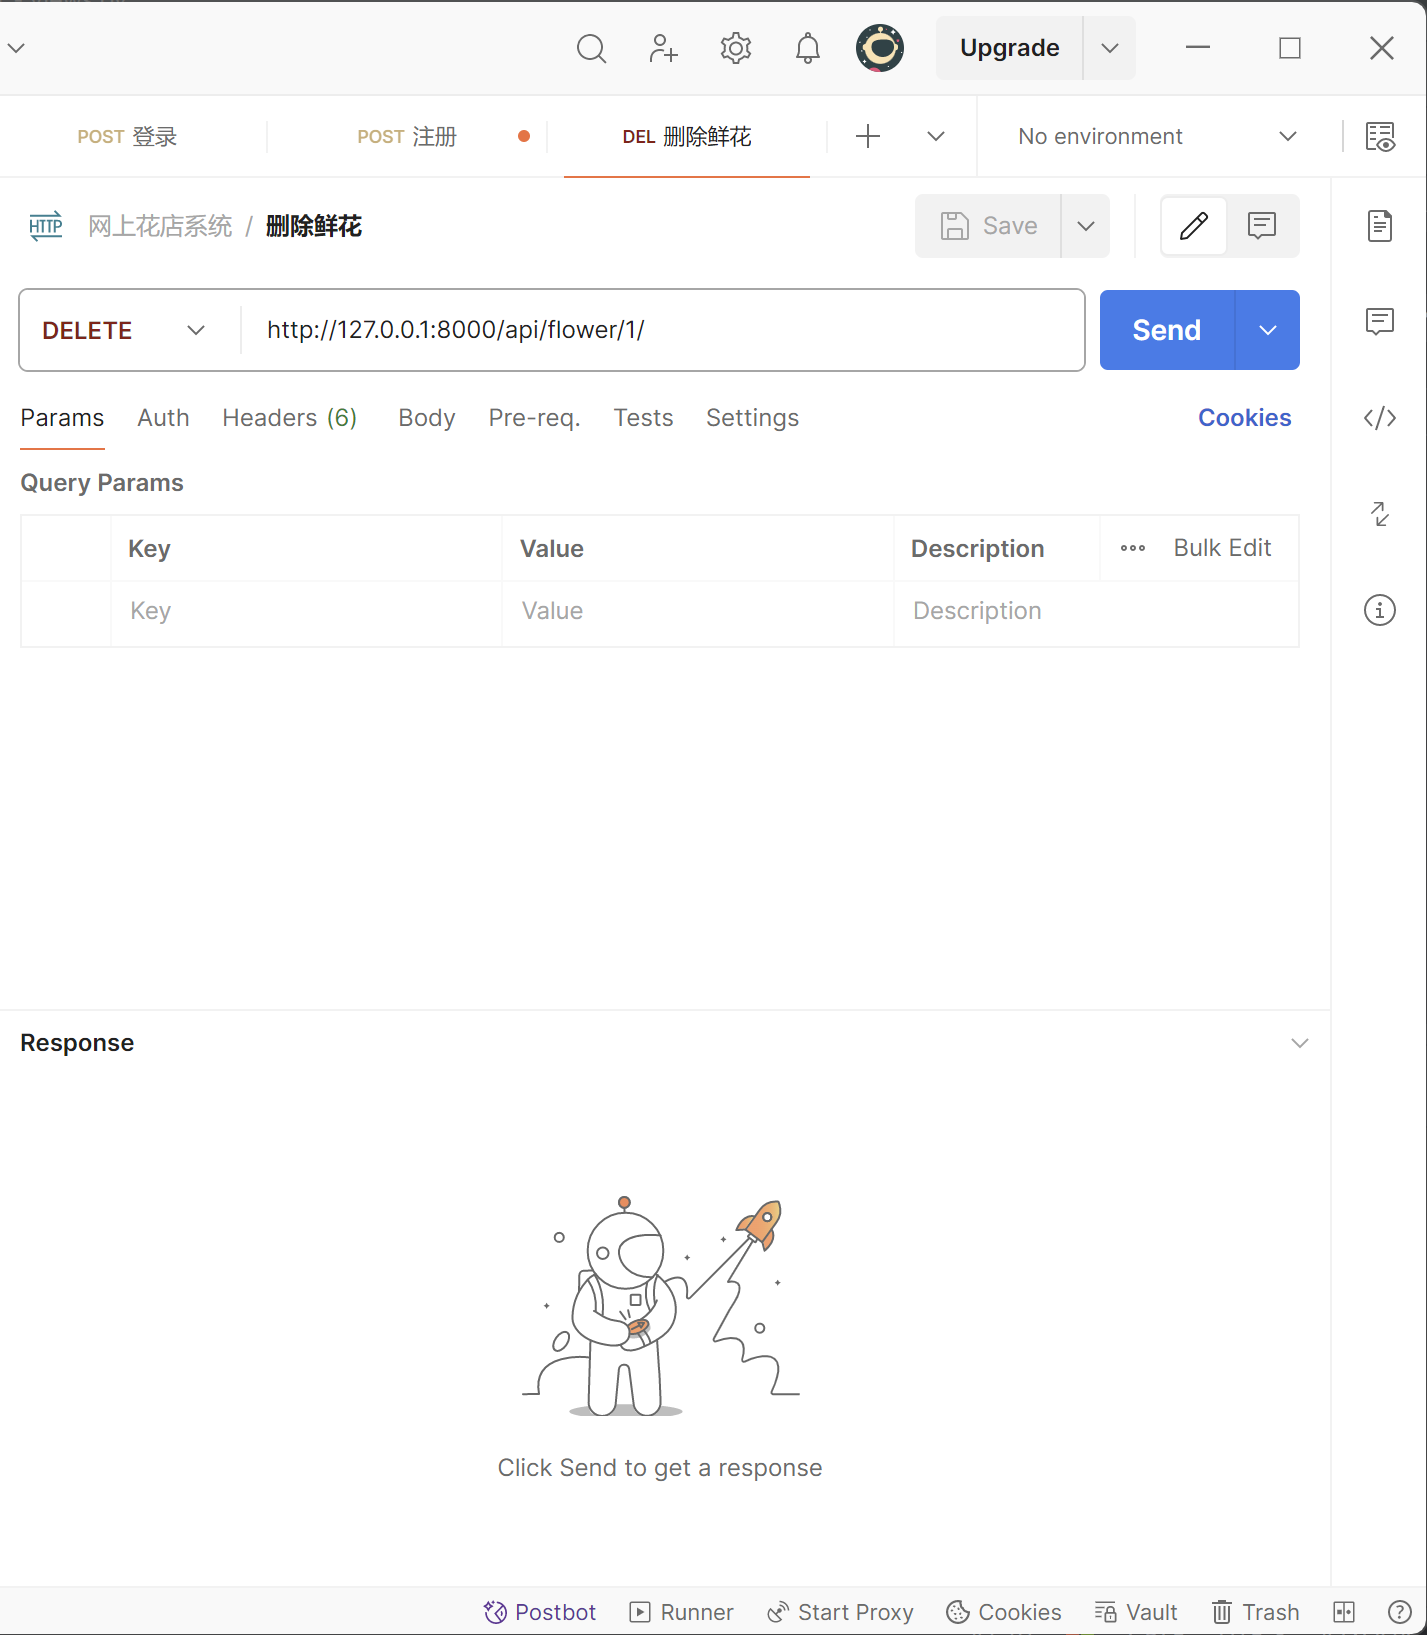 Upgrade
POST 登录
POST 注册
DEL 删除鲜花
No environment
HTTP 网上花店系统 / 删除鲜花
Save
DELETE http://127.0.0.1:8000/api/flower/1/
Send
Params Auth Headers (6) Body Pre-req. Tests Settings Cookies
Query Params
Key Value Description Bulk Edit
Key Value Description
Response
Click Send to get a response
Postbot Runner Start Proxy Cookies Vault Trash